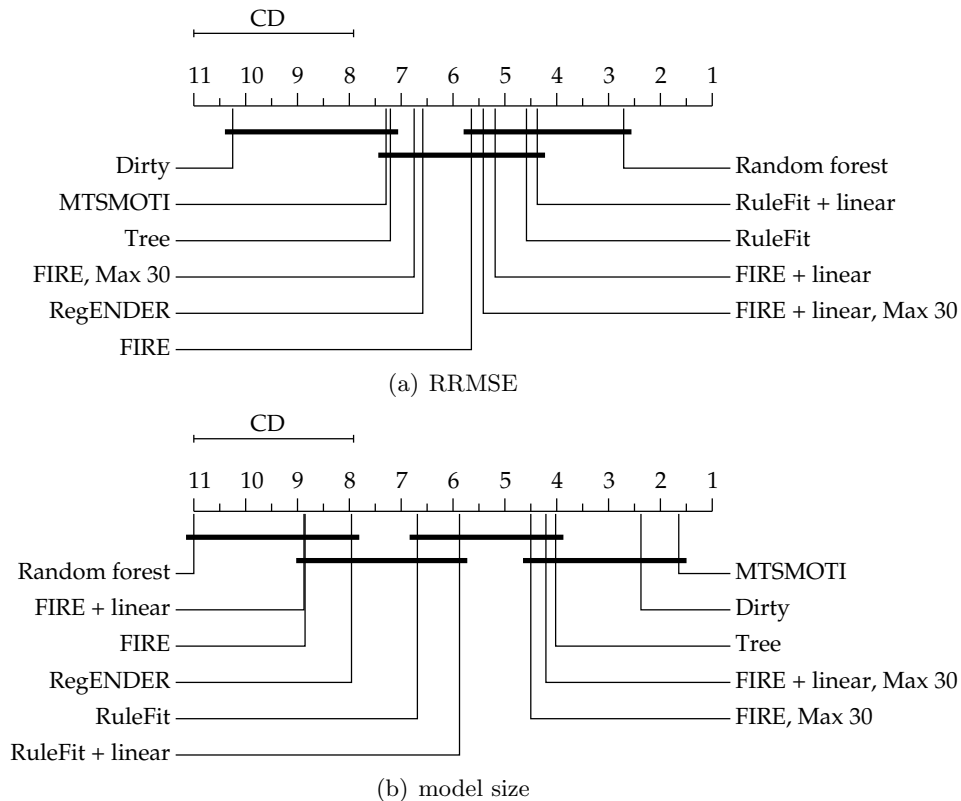 CD
11 10 9 8 7 6 5 4 3 2 1
Dirty Random forest
MTSMOTI RuleFit + linear
Tree RuleFit
FIRE, Max 30 FIRE + linear
RegENDER FIRE + linear, Max 30
FIRE
(a) RRMSE
CD
11 10 9 8 7 6 5 4 3 2 1
Random forest MTSMOTI
FIRE + linear Dirty
FIRE Tree
RegENDER FIRE + linear, Max 30
RuleFit FIRE, Max 30
RuleFit + linear
(b) model size